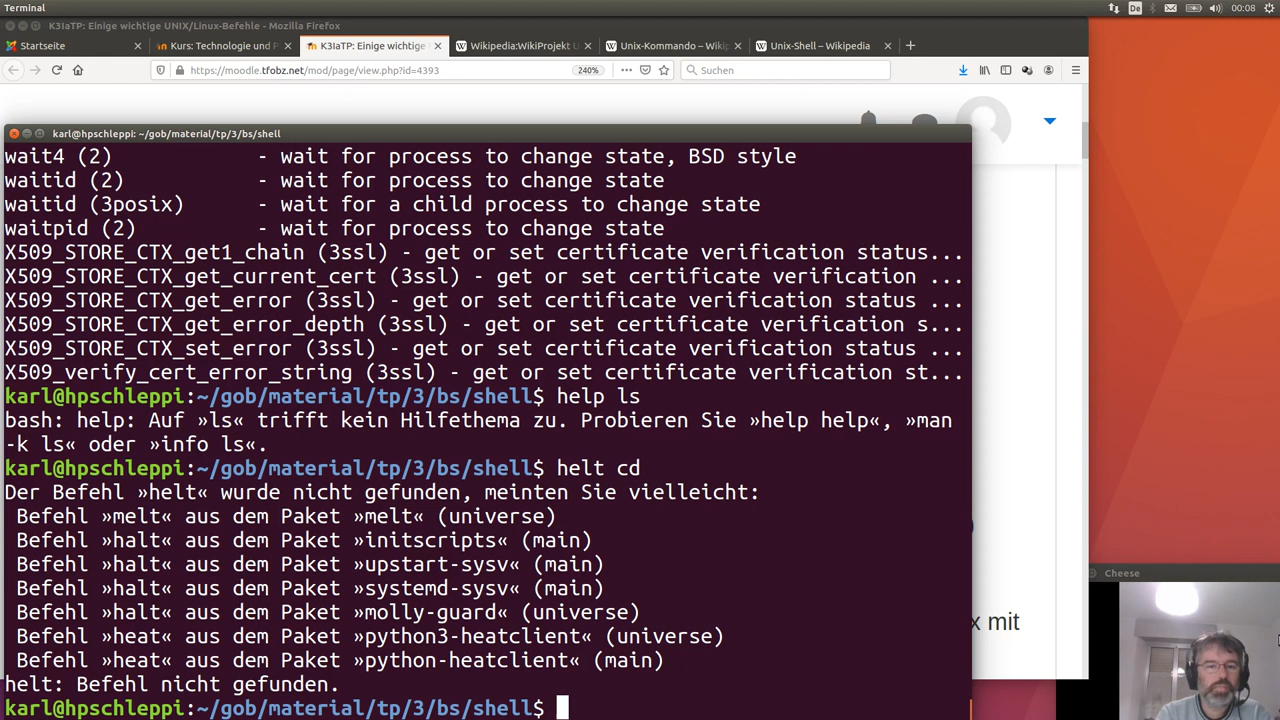 Terminal
De
00:08
K3IaTP: Einige wichtige UNIX/Linux-Befehle - Mozilla Firefox
Startseite
Kurs: Technologie und P
K3IaTP: Einige wichtige
Wikipedia:WikiProjekt U
Unix-Kommando – Wikip
Unix-Shell – Wikipedia
https://moodle.tfobz.net/mod/page/view.php?id=4393
240%
Suchen
karl@hpschleppi: ~/gob/material/tp/3/bs/shell
wait4 (2) - wait for process to change state, BSD style
waitid (2) - wait for process to change state
waitid (3posix) - wait for a child process to change state
waitpid (2) - wait for process to change state
X509_STORE_CTX_get1_chain (3ssl) - get or set certificate verification status...
X509_STORE_CTX_get_current_cert (3ssl) - get or set certificate verification ...
X509_STORE_CTX_get_error (3ssl) - get or set certificate verification status ...
X509_STORE_CTX_get_error_depth (3ssl) - get or set certificate verification s...
X509_STORE_CTX_set_error (3ssl) - get or set certificate verification status ...
X509_verify_cert_error_string (3ssl) - get or set certificate verification st...
karl@hpschleppi:~/gob/material/tp/3/bs/shell$ help ls
bash: help: Auf »ls« trifft kein Hilfethema zu. Probieren Sie »help help«, »man
-k ls« oder »info ls«.
karl@hpschleppi:~/gob/material/tp/3/bs/shell$ helt cd
Der Befehl »helt« wurde nicht gefunden, meinten Sie vielleicht:
Befehl »melt« aus dem Paket »melt« (universe)
Befehl »halt« aus dem Paket »initscripts« (main)
Befehl »halt« aus dem Paket »upstart-sysv« (main)
Befehl »halt« aus dem Paket »systemd-sysv« (main)
Befehl »halt« aus dem Paket »molly-guard« (universe)
Befehl »heat« aus dem Paket »python3-heatclient« (universe)
Befehl »heat« aus dem Paket »python-heatclient« (main)
helt: Befehl nicht gefunden.
karl@hpschleppi:~/gob/material/tp/3/bs/shell$
Cheese
x mit